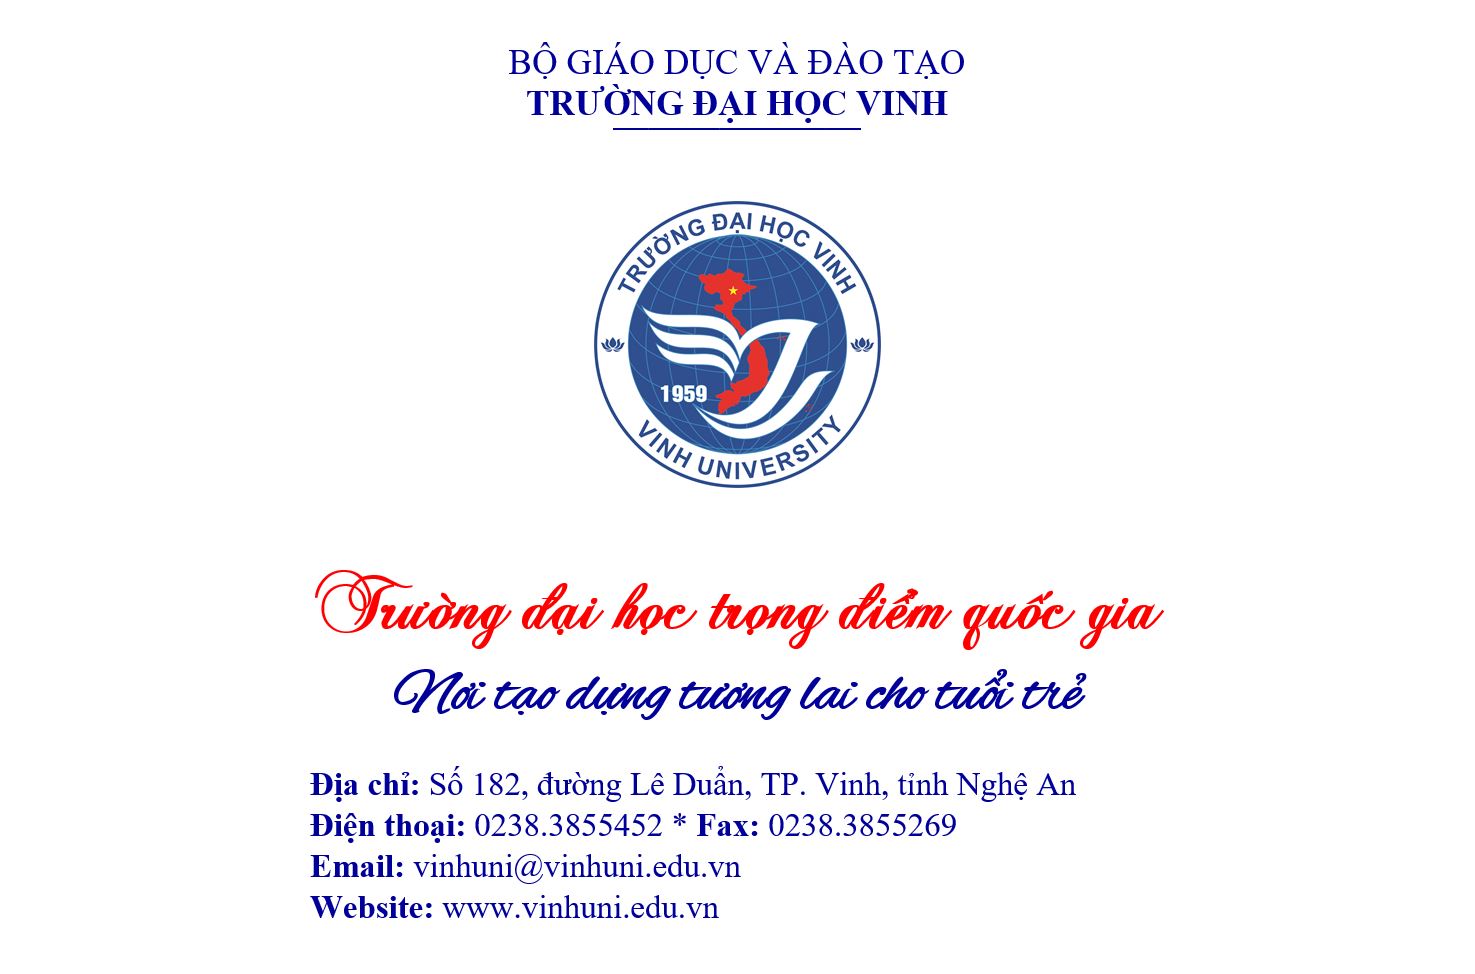 BỘ GIÁO DỤC VÀ ĐÀO TẠO
TRƯỜNG ĐẠI HỌC VINH
TRƯỜNG ĐẠI HỌC VINH
1959
VINH UNIVERSITY
Trường đại học trọng điểm quốc gia
Nơi tạo dựng tương lai cho tuổi trẻ
Địa chỉ: Số 182, đường Lê Duẩn, TP. Vinh, tỉnh Nghệ An
Điện thoại: 0238.3855452 * Fax: 0238.3855269
Email: vinhuni@vinhuni.edu.vn
Website: www.vinhuni.edu.vn